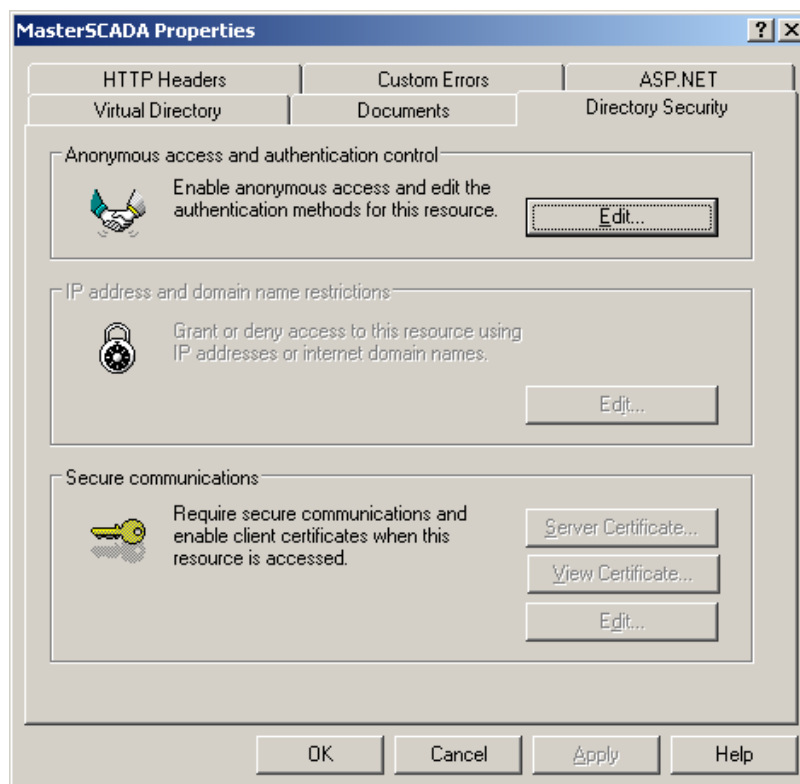 MasterSCADA Properties
HTTP Headers
Custom Errors
ASP.NET
Virtual Directory
Documents
Directory Security
Anonymous access and authentication control
Enable anonymous access and edit the
authentication methods for this resource.
Edit...
IP address and domain name restrictions
Grant or deny access to this resource using
IP addresses or internet domain names.
Edit...
Secure communications
Require secure communications and
enable client certificates when this
resource is accessed.
Server Certificate...
View Certificate...
Edit...
OK
Cancel
Apply
Help